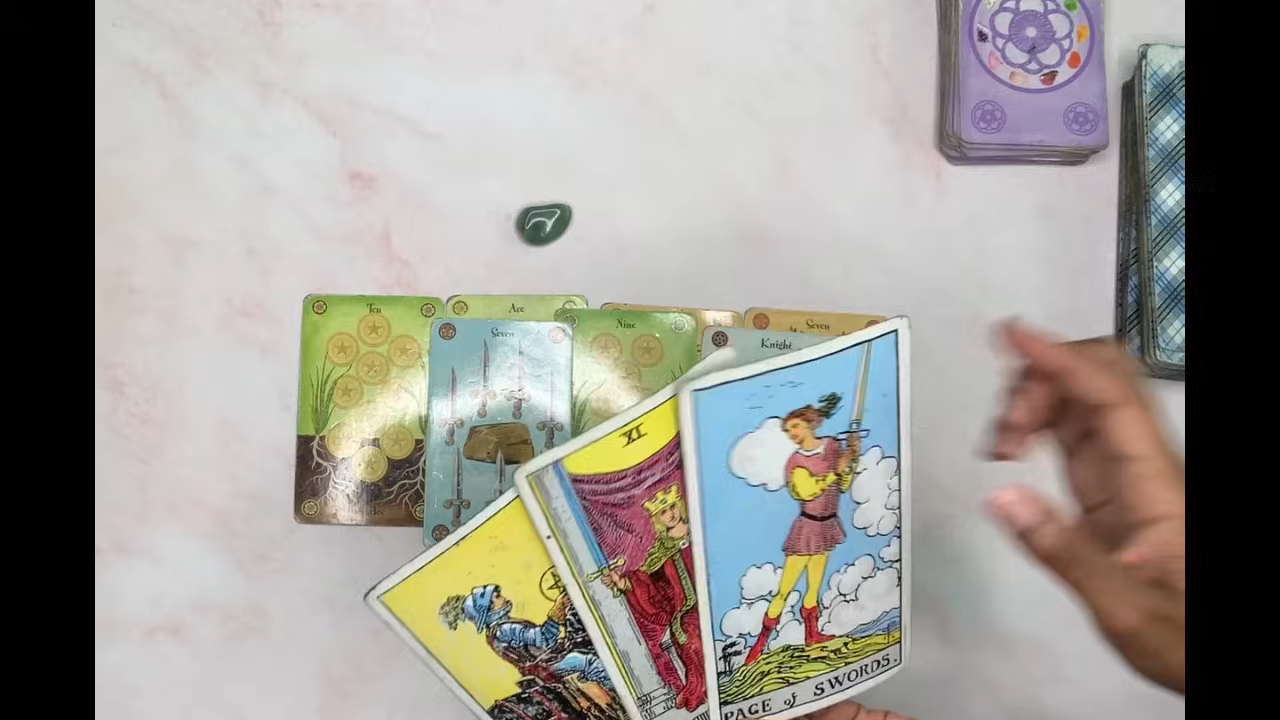 Ten
Ace
Seven
Nine
Seven
Knight
XI
PAGE of SWORDS.